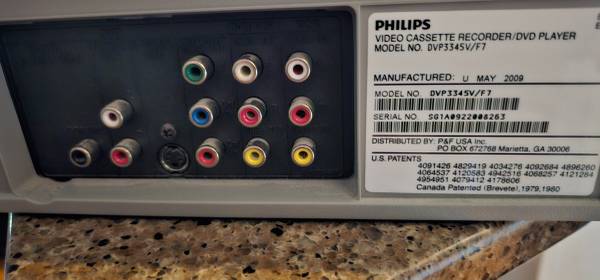 PHILIPS
VIDEO CASSETTE RECORDER/DVD PLAYER
MODEL NO. DVP3345V/F7
MANUFACTURED: U MAY 2009
MODEL NO. DVP3345V/F7
SERIAL NO. SG1A0922008263
DISTRIBUTED BY: P&F USA Inc.
PO BOX 672768 Marietta, GA 30006
U.S. PATENTS
4091426 4829419 4034276 4092684 4896260
4064537 4120583 4942516 4068257 4121284
4954951 4079412 4178606
Canada Patented (Brevete),1979,1980